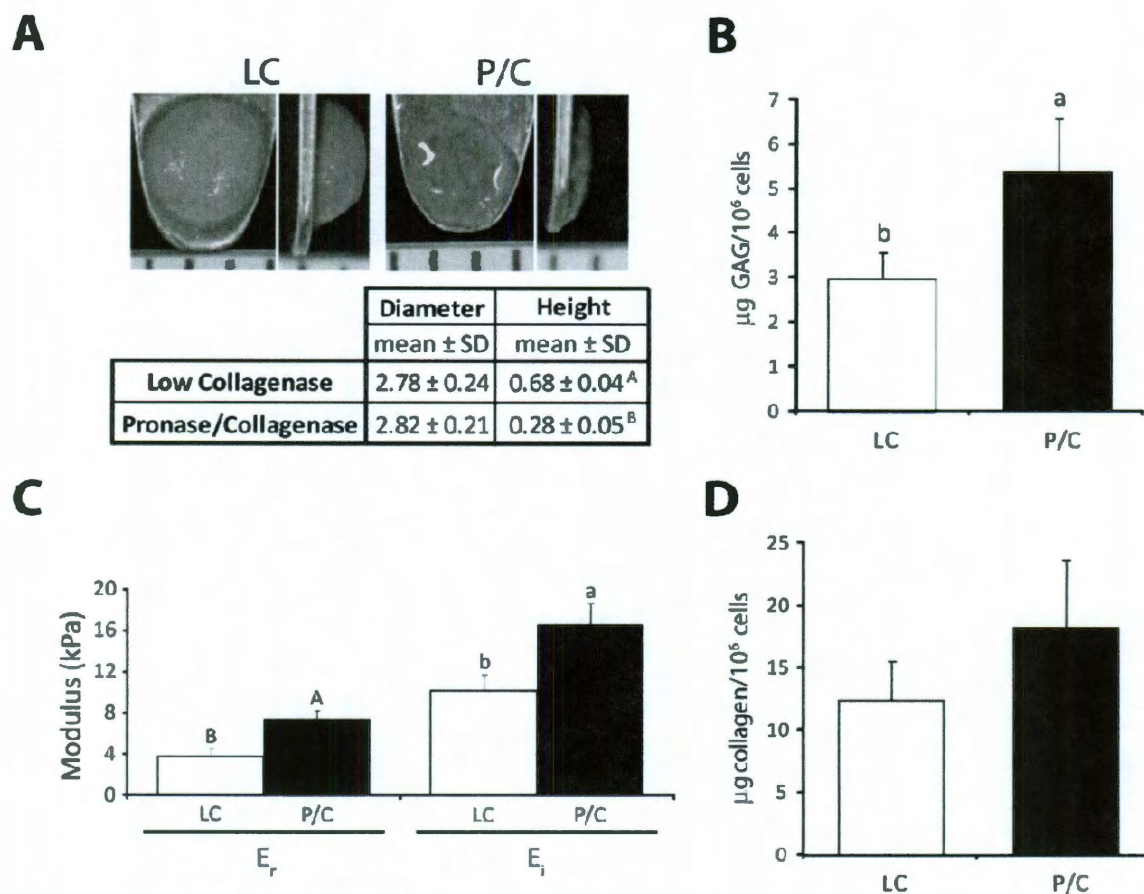 A
LC P/C
Diameter Height
mean ± SD mean ± SD
Low Collagenase 2.78 ± 0.24 0.68 ± 0.04 A
Pronase/Collagenase 2.82 ± 0.21 0.28 ± 0.05 B
B
µg GAG/10⁶ cells
7
6
5
4
3
2
1
0
b
a
LC P/C
C
Modulus (kPa)
20
16
12
8
4
0
B
A
b
a
LC P/C LC P/C
Er Ei
D
µg collagen/10⁶ cells
25
20
15
10
5
0
LC P/C